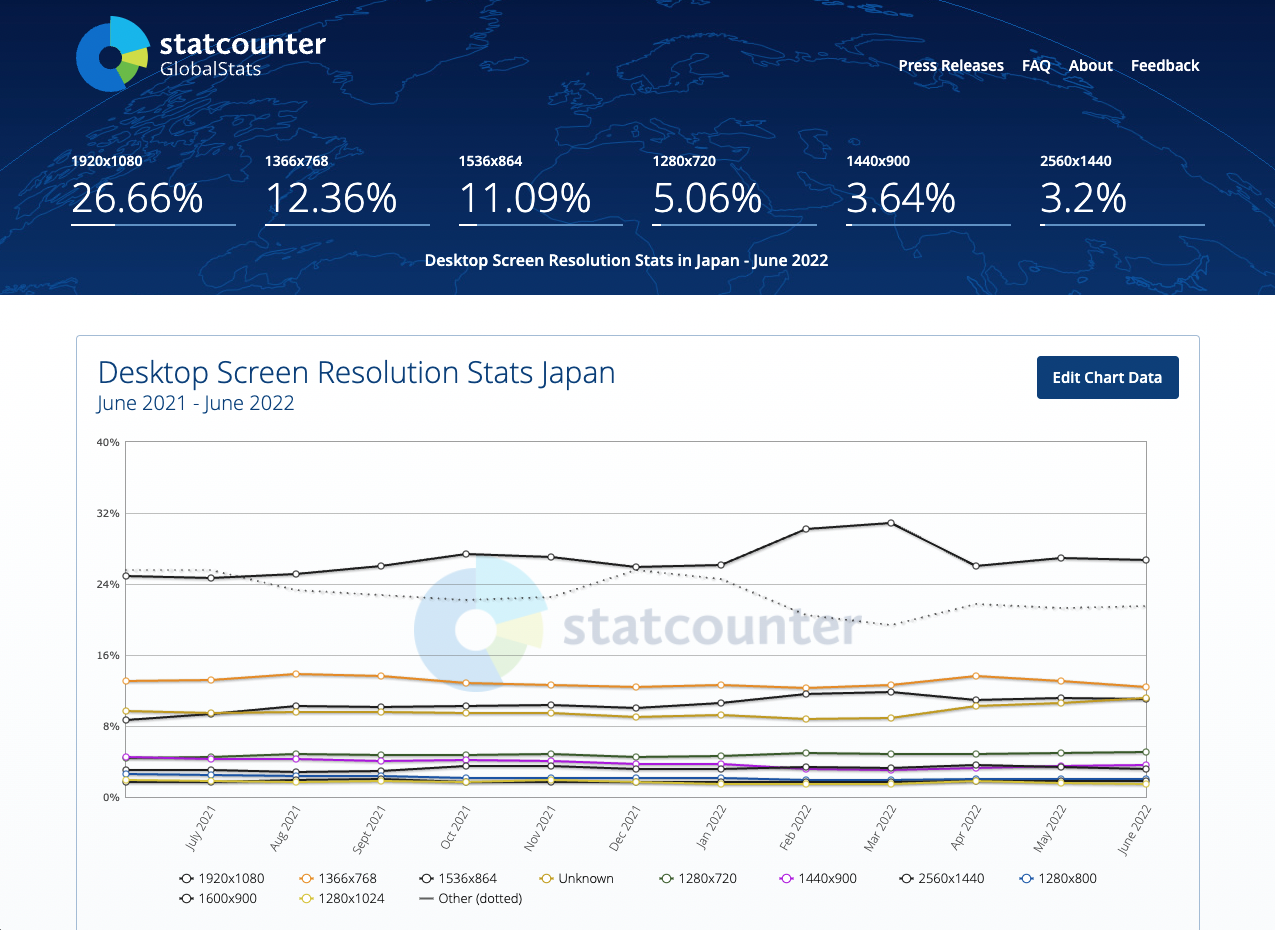 statcounter
GlobalStats
Press Releases FAQ About Feedback
1920x1080 1366x768 1536x864 1280x720 1440x900 2560x1440
26.66% 12.36% 11.09% 5.06% 3.64% 3.2%
Desktop Screen Resolution Stats in Japan - June 2022
Desktop Screen Resolution Stats Japan
June 2021 - June 2022
Edit Chart Data
40%
32%
24%
statcounter
16%
8%
0%
July 2021 Aug 2021 Sept 2021 Oct 2021 Nov 2021 Dec 2021 Jan 2022 Feb 2022 Mar 2022 Apr 2022 May 2022 June 2022
1920x1080 1366x768 1536x864 Unknown 1280x720 1440x900 2560x1440 1280x800
1600x900 1280x1024 Other (dotted)